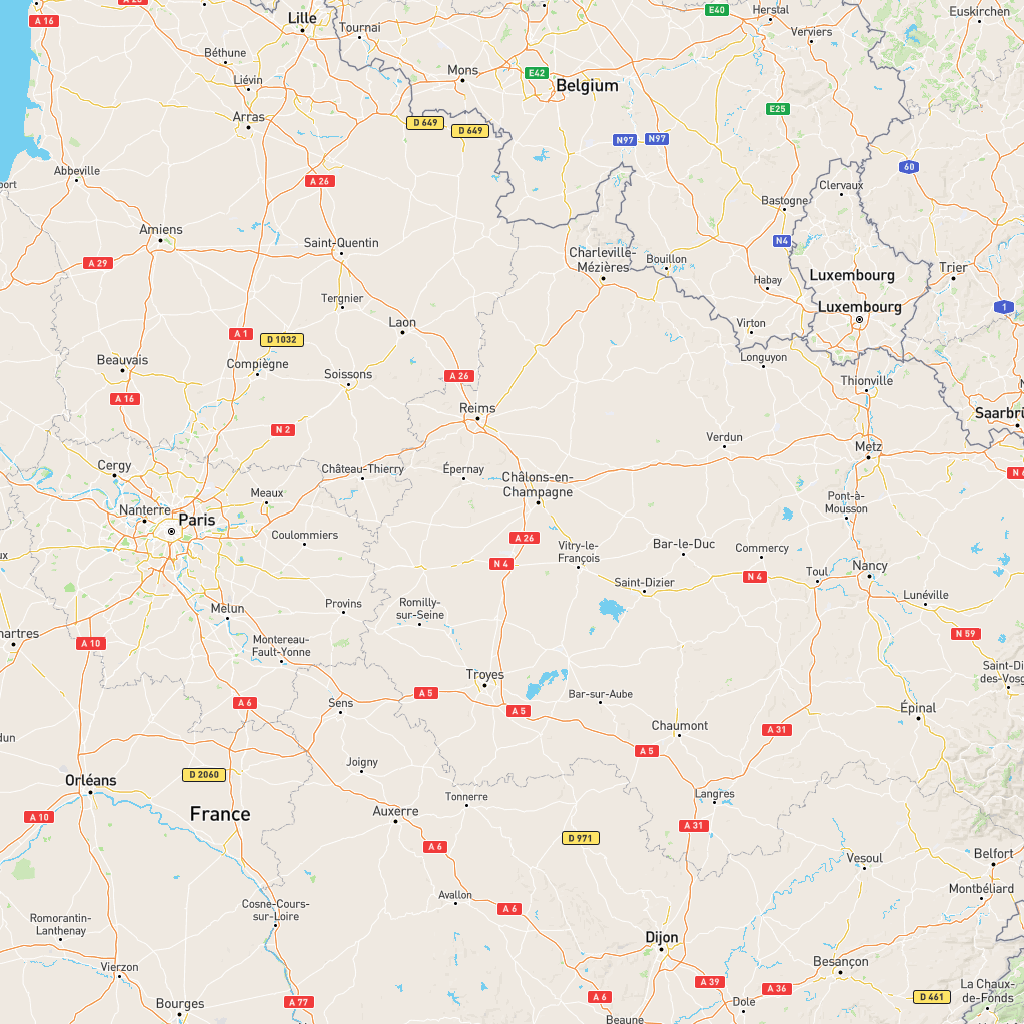 A 16
Lille
Tournai
E40
Herstal
Verviers
Euskirchen
Béthune
Liévin
Mons
E42
Belgium
Arras
D 649
D 649
E25
N97
N97
60
Abbeville
A 26
Clervaux
Bastogne
Amiens
Saint-Quentin
N4
A 29
Charleville-
Mézières
Bouillon
Habay
Luxembourg
Trier
Tergnier
Luxembourg
1
Laon
Virton
A 1
D 1032
Beauvais
Compiègne
Soissons
A 26
Longuyon
Thionville
A 16
Reims
Saarbrü
N 2
Verdun
Metz
Cergy
Château-Thierry
Épernay
Châlons-en-
Champagne
Meaux
Pont-à-
Mousson
Nanterre
Paris
Coulommiers
A 26
Vitry-le-
François
Bar-le-Duc
Commercy
N 4
Saint-Dizier
N 4
Toul
Nancy
Melun
Provins
Romilly-
sur-Seine
Lunéville
hartres
A 10
Montereau-
Fault-Yonne
N 59
Saint-Di
des-Vosg
Troyes
A 5
Bar-sur-Aube
A 6
Sens
A 5
Épinal
Chaumont
A 31
dun
A 5
Orléans
D 2060
Joigny
Tonnerre
Langres
A 10
France
Auxerre
A 31
D 971
A 6
Vesoul
Belfort
Montbéliard
Avallon
Cosne-Cours-
sur-Loire
A 6
Romorantin-
Lanthenay
Dijon
Vierzon
Besançon
A 39
A 36
La Chaux-
de-Fonds
Bourges
A 77
A 6
Dole
D 461
Beaune